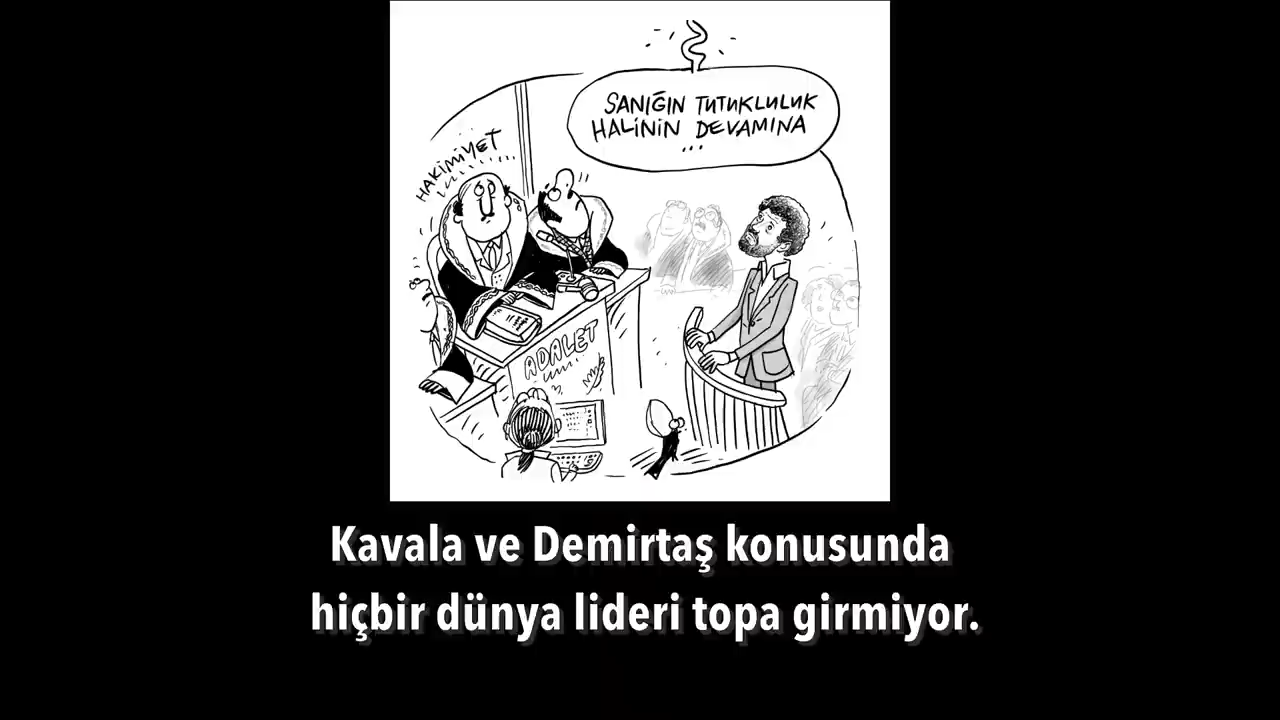 SANIĞIN TUTUKLULUK
HALİNİN DEVAMINA
...
HAKİMİYET
ADALET
Kavala ve Demirtaş konusunda
hiçbir dünya lideri topa girmiyor.